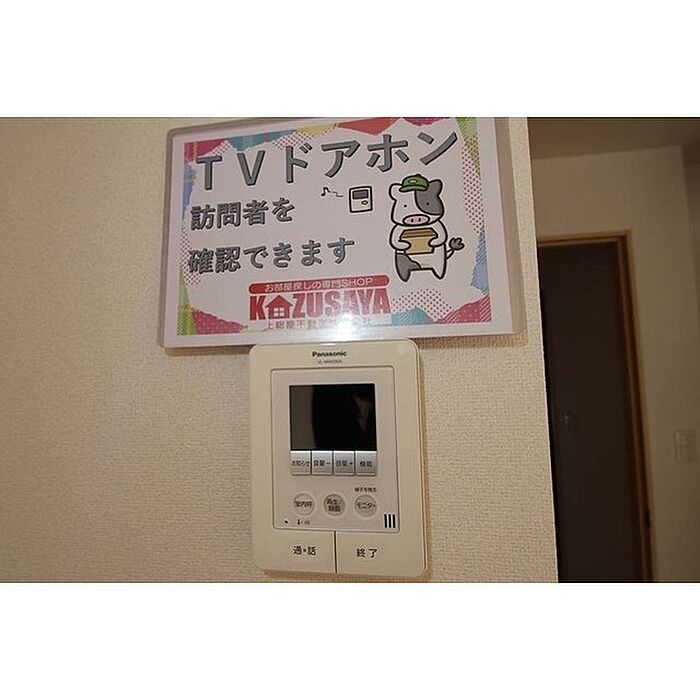 TVドアホン
訪問者を
確認できます
お部屋探しの専門SHOP
KAZUSAYA
Panasonic
お知らせ 音量− 音量+ 機能
様子を見る
室内呼 再生/録画 モニター
通話 終了